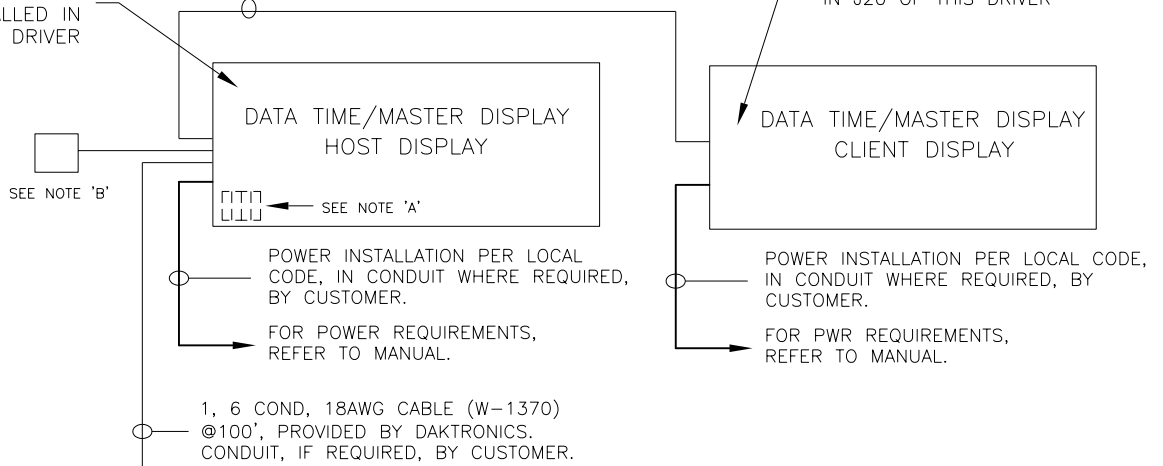 ALLED IN
DRIVER
IN J20 OF THIS DRIVER
DATA TIME/MASTER DISPLAY
HOST DISPLAY
DATA TIME/MASTER DISPLAY
CLIENT DISPLAY
SEE NOTE 'B'
SEE NOTE 'A'
POWER INSTALLATION PER LOCAL
CODE, IN CONDUIT WHERE REQUIRED,
BY CUSTOMER.
FOR POWER REQUIREMENTS,
REFER TO MANUAL.
POWER INSTALLATION PER LOCAL CODE,
IN CONDUIT WHERE REQUIRED, BY
CUSTOMER.
FOR PWR REQUIREMENTS,
REFER TO MANUAL.
1, 6 COND, 18AWG CABLE (W-1370)
@100', PROVIDED BY DAKTRONICS.
CONDUIT, IF REQUIRED, BY CUSTOMER.